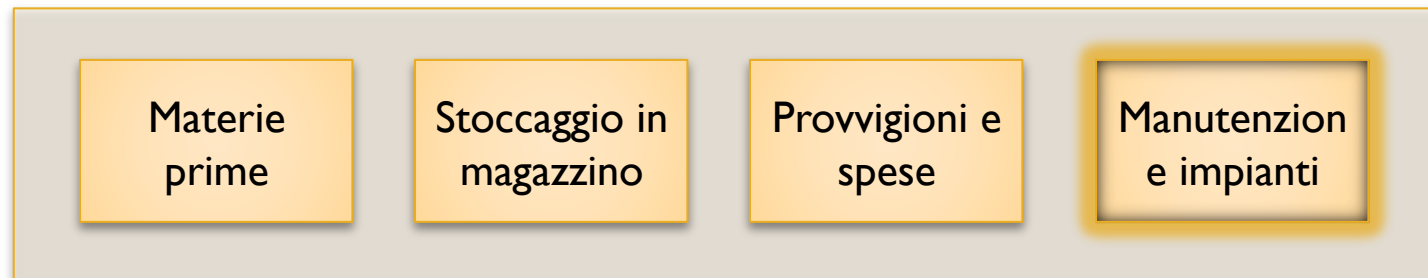 Materie
prime
Stoccaggio in
magazzino
Provvigioni e
spese
Manutenzion
e impianti